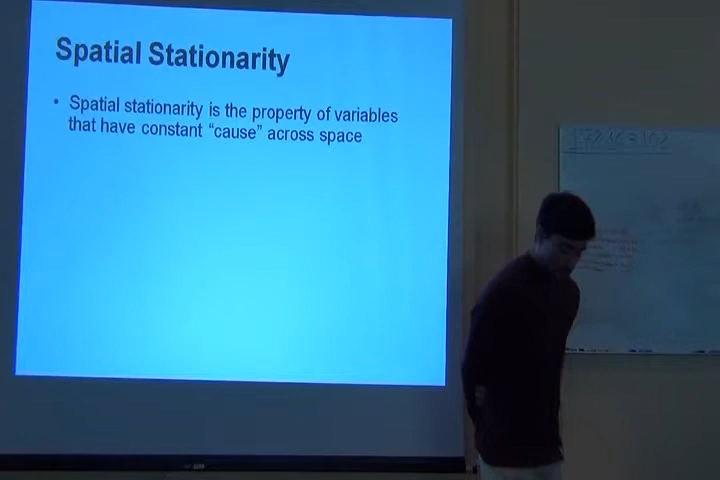 Spatial Stationarity
• Spatial stationarity is the property of variables
that have constant “cause” across space